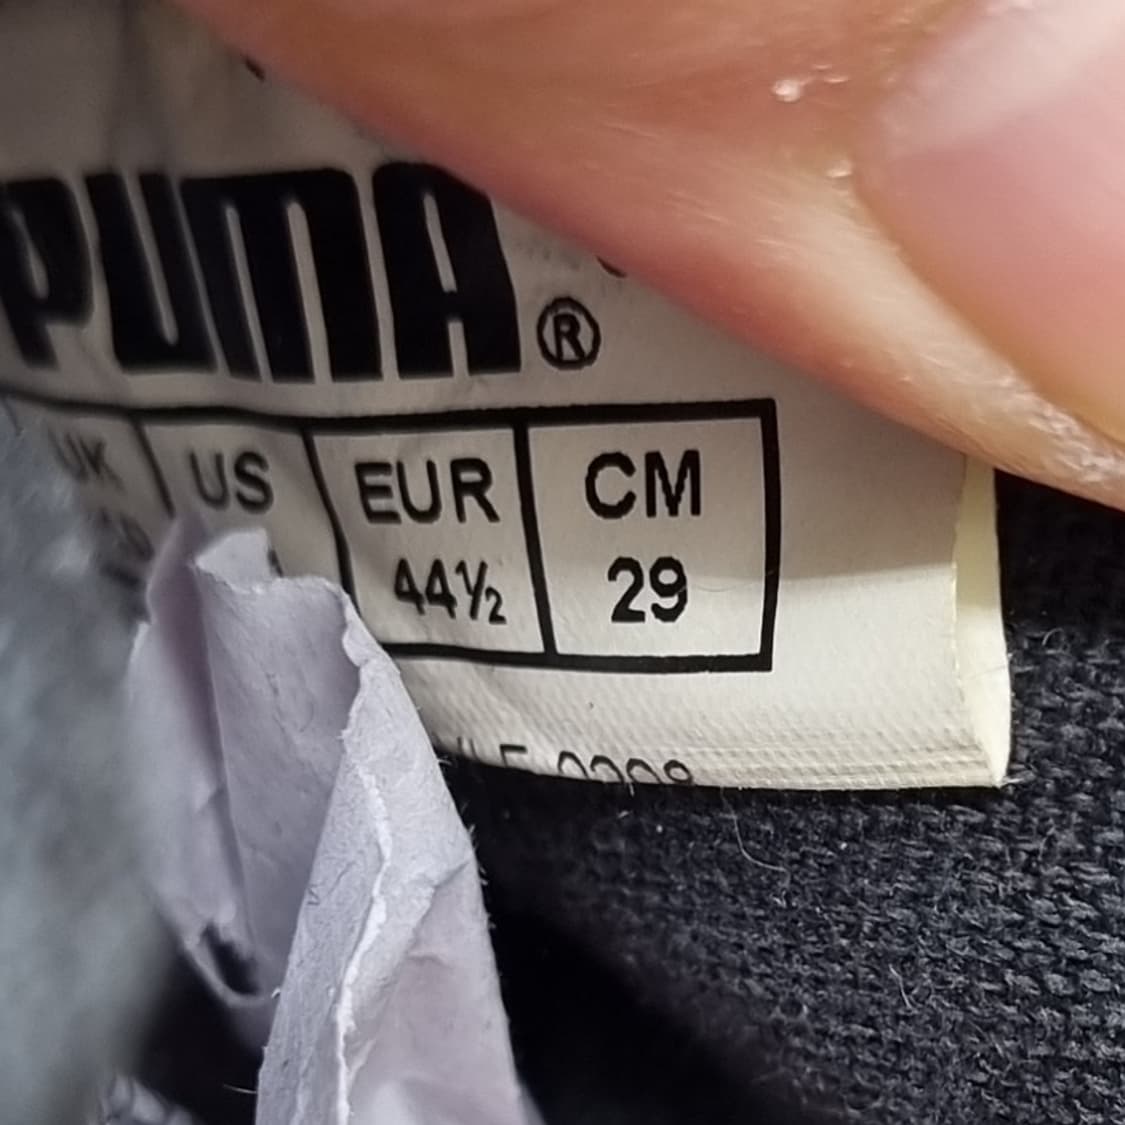 PUMA®
UK US EUR CM
44½ 29